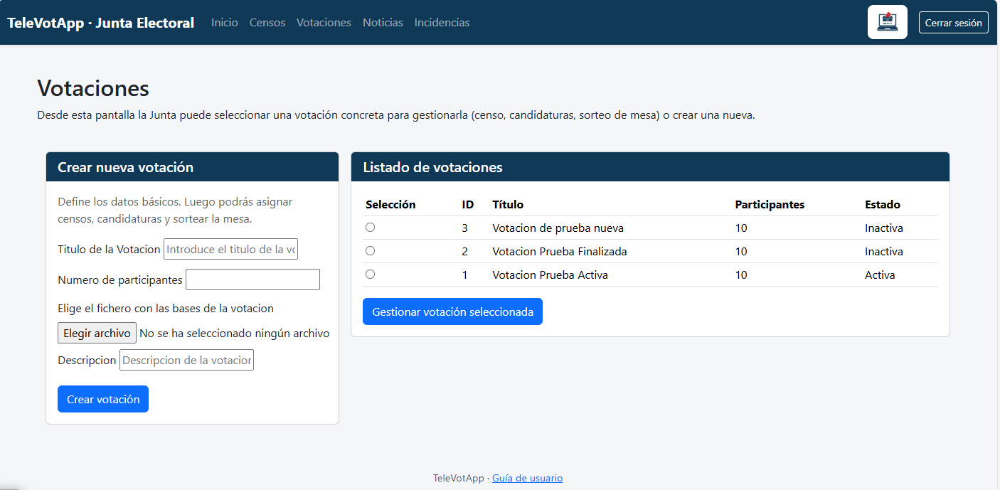 TeleVotApp · Junta Electoral Inicio Censos Votaciones Noticias Incidencias Cerrar sesión
Votaciones
Desde esta pantalla la Junta puede seleccionar una votación concreta para gestionarla (censo, candidaturas, sorteo de mesa) o crear una nueva.
Crear nueva votación
Define los datos básicos. Luego podrás asignar
censos, candidaturas y sortear la mesa.
Titulo de la Votacion Introduce el titulo de la vo
Numero de participantes
Elige el fichero con las bases de la votacion
Elegir archivo No se ha seleccionado ningún archivo
Descripcion Descripcion de la votacion
Crear votación
Listado de votaciones
Selección ID Título Participantes Estado
3 Votacion de prueba nueva 10 Inactiva
2 Votacion Prueba Finalizada 10 Inactiva
1 Votacion Prueba Activa 10 Activa
Gestionar votación seleccionada
TeleVotApp · Guía de usuario